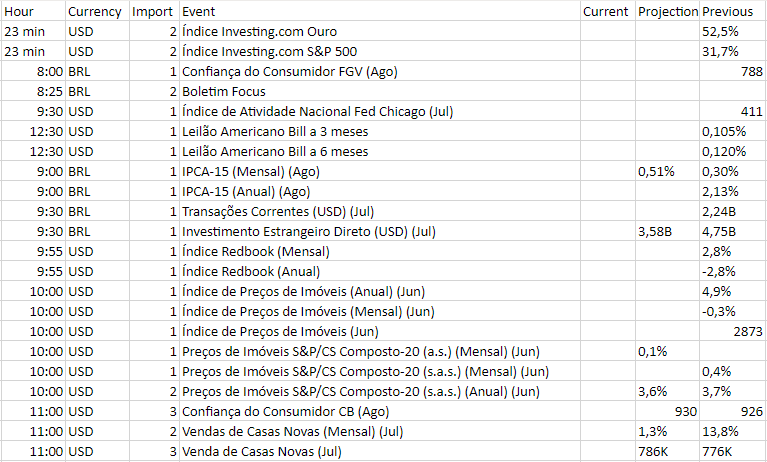 Hour Currency Import Event Current Projection Previous
23 min USD 2 Índice Investing.com Ouro 52,5%
23 min USD 2 Índice Investing.com S&P 500 31,7%
8:00 BRL 1 Confiança do Consumidor FGV (Ago) 788
8:25 BRL 2 Boletim Focus
9:30 USD 1 Índice de Atividade Nacional Fed Chicago (Jul) 411
12:30 USD 1 Leilão Americano Bill a 3 meses 0,105%
12:30 USD 1 Leilão Americano Bill a 6 meses 0,120%
9:00 BRL 1 IPCA-15 (Mensal) (Ago) 0,51% 0,30%
9:00 BRL 1 IPCA-15 (Anual) (Ago) 2,13%
9:30 BRL 1 Transações Correntes (USD) (Jul) 2,24B
9:30 BRL 1 Investimento Estrangeiro Direto (USD) (Jul) 3,58B 4,75B
9:55 USD 1 Índice Redbook (Mensal) 2,8%
9:55 USD 1 Índice Redbook (Anual) -2,8%
10:00 USD 1 Índice de Preços de Imóveis (Anual) (Jun) 4,9%
10:00 USD 1 Índice de Preços de Imóveis (Mensal) (Jun) -0,3%
10:00 USD 1 Índice de Preços de Imóveis (Jun) 2873
10:00 USD 1 Preços de Imóveis S&P/CS Composto-20 (a.s.) (Mensal) (Jun) 0,1%
10:00 USD 1 Preços de Imóveis S&P/CS Composto-20 (s.a.s.) (Mensal) (Jun) 0,4%
10:00 USD 2 Preços de Imóveis S&P/CS Composto-20 (s.a.s.) (Anual) (Jun) 3,6% 3,7%
11:00 USD 3 Confiança do Consumidor CB (Ago) 930 926
11:00 USD 2 Vendas de Casas Novas (Mensal) (Jul) 1,3% 13,8%
11:00 USD 3 Venda de Casas Novas (Jul) 786K 776K